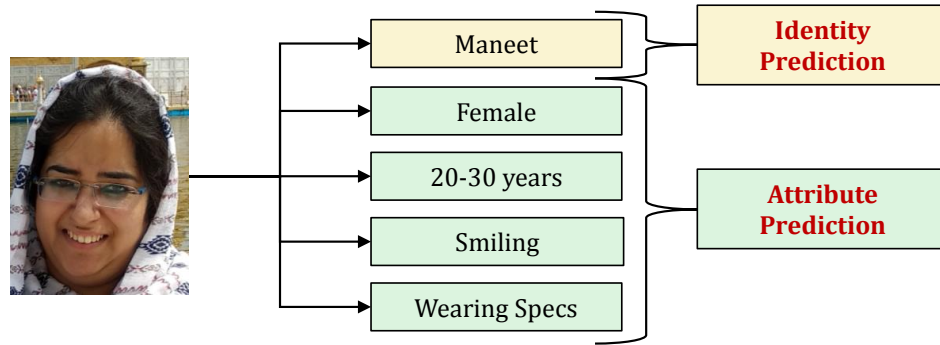 Maneet
Female
20-30 years
Smiling
Wearing Specs
Identity
Prediction
Attribute
Prediction